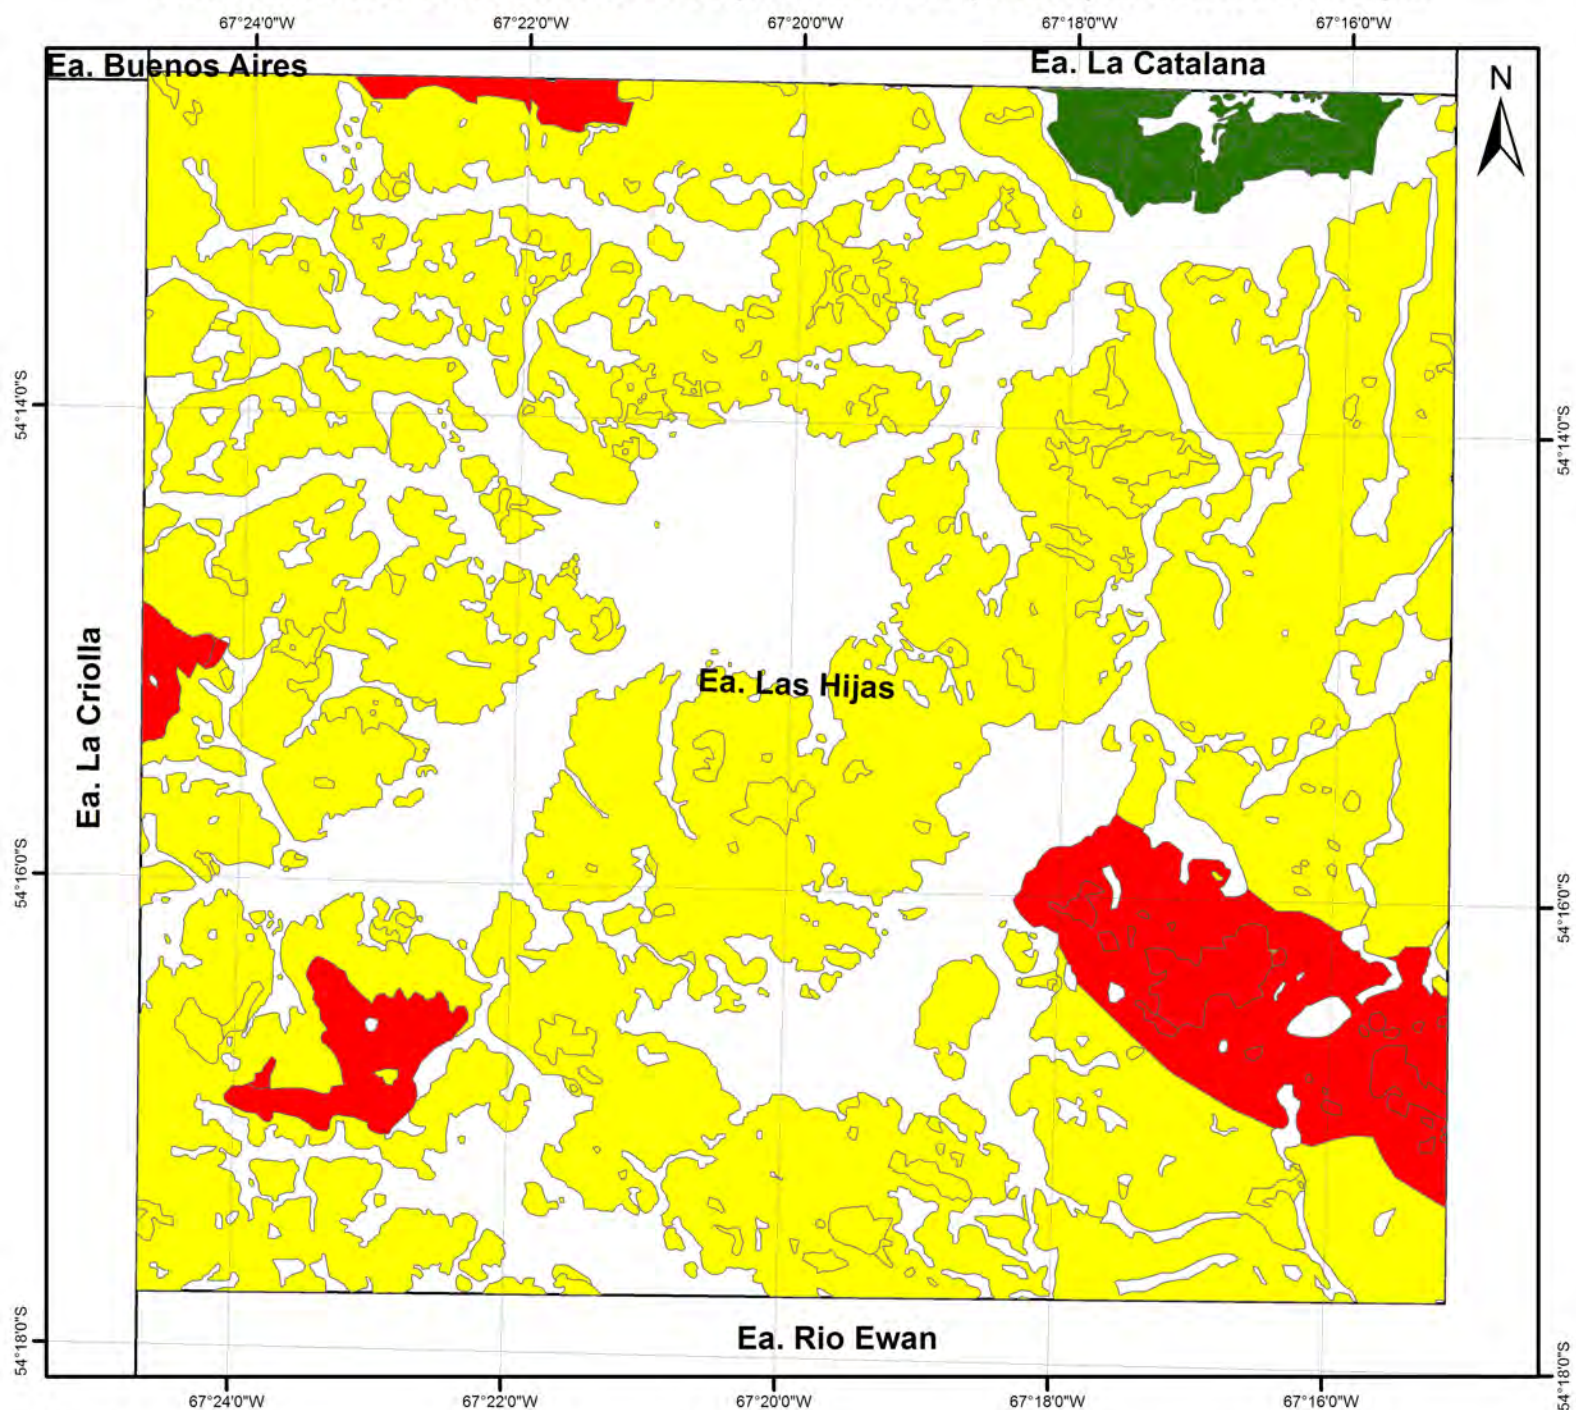 67°24'0"W 67°22'0"W 67°20'0"W 67°18'0"W 67°16'0"W
Ea. Buenos Aires
Ea. La Catalana
N
54°14'0"S
54°14'0"S
Ea. La Criolla
Ea. Las Hijas
54°16'0"S
54°16'0"S
Ea. Rio Ewan
54°18'0"S
54°18'0"S
67°24'0"W 67°22'0"W 67°20'0"W 67°18'0"W 67°16'0"W